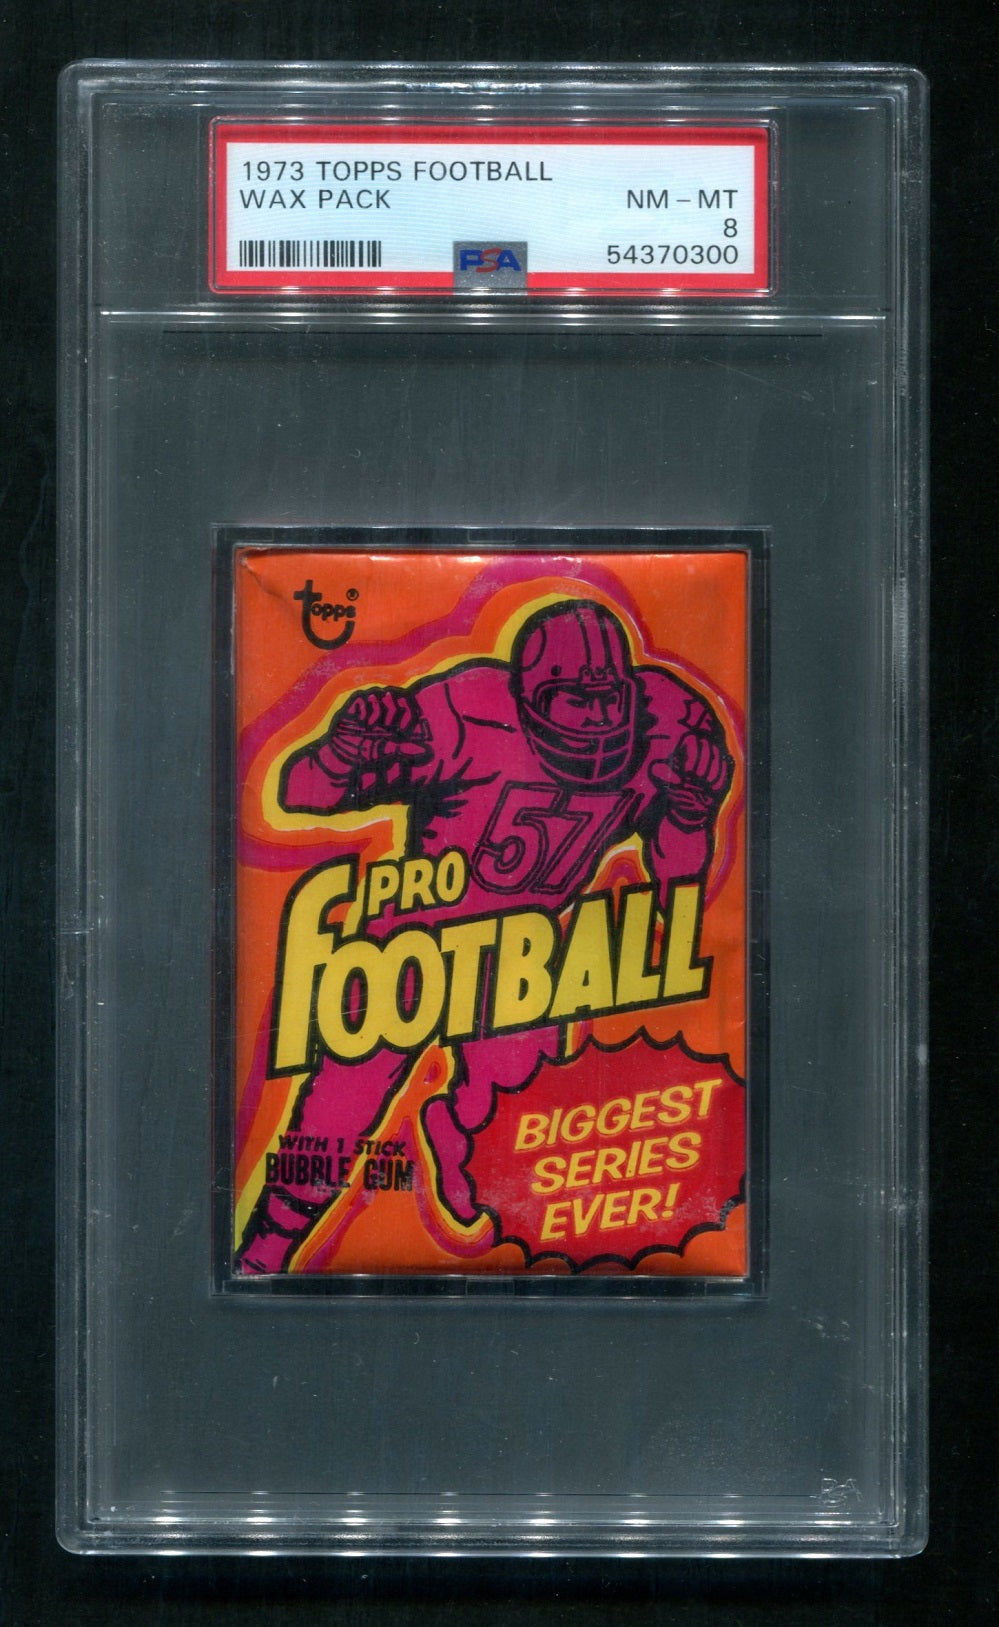 1973 TOPPS FOOTBALL
WAX PACK
NM - MT
8
54370300
PSA
topps®
57
PRO
FOOTBALL
WITH 1 STICK
BUBBLE GUM
BIGGEST
SERIES
EVER!
PSA